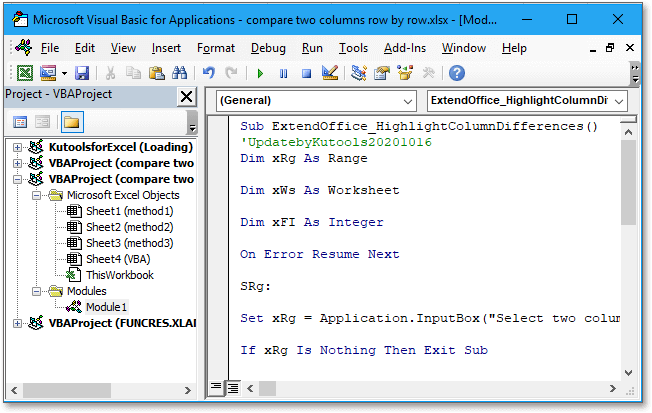 Microsoft Visual Basic for Applications - compare two columns row by row.xlsx - [Mod...
File Edit View Insert Format Debug Run Tools Add-Ins Window Help
Project - VBAProject
KutoolsforExcel (Loading)
VBAProject (compare two
VBAProject (compare two
Microsoft Excel Objects
Sheet1 (method1)
Sheet2 (method2)
Sheet3 (method3)
Sheet4 (VBA)
ThisWorkbook
Modules
Module1
VBAProject (FUNCRES.XLA
(General)
ExtendOffice_HighlightColumnDi
Sub ExtendOffice_HighlightColumnDifferences()
'UpdatebyKutools20201016
Dim xRg As Range
Dim xWs As Worksheet
Dim xFI As Integer
On Error Resume Next
SRg:
Set xRg = Application.InputBox("Select two colum
If xRg Is Nothing Then Exit Sub